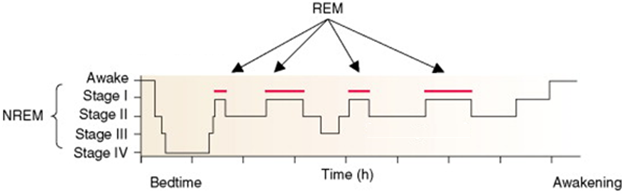 REM
Awake
Stage I
NREM
Stage II
Stage III
Stage IV
Time (h)
Bedtime
Awakening